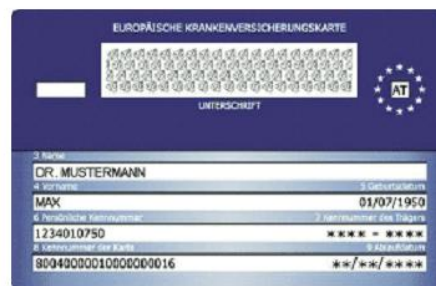 EUROPÄISCHE KRANKENVERSICHERUNGSKARTE
UNTERSCHRIFT
AT
3 Name
DR. MUSTERMANN
4 Vorname 5 Geburtsdatum
MAX 01/07/1950
6 Persönliche Kennnummer 7 Kennnummer des Trägers
1234010750 **** - ****
8 Kennnummer der Karte 9 Ablaufdatum
80040000010000000016 **/**/****